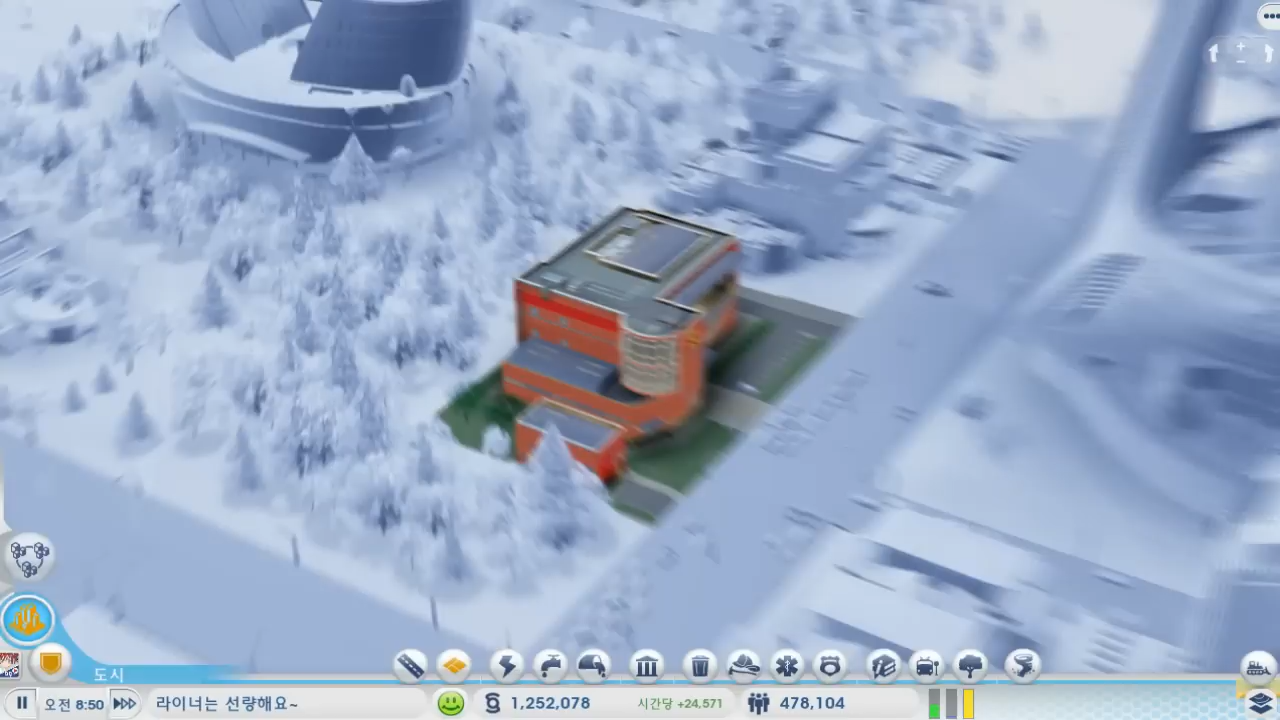 도시
오전 8:50
라이너는 선량해요~
1,252,078
시간당 +24,571
478,104